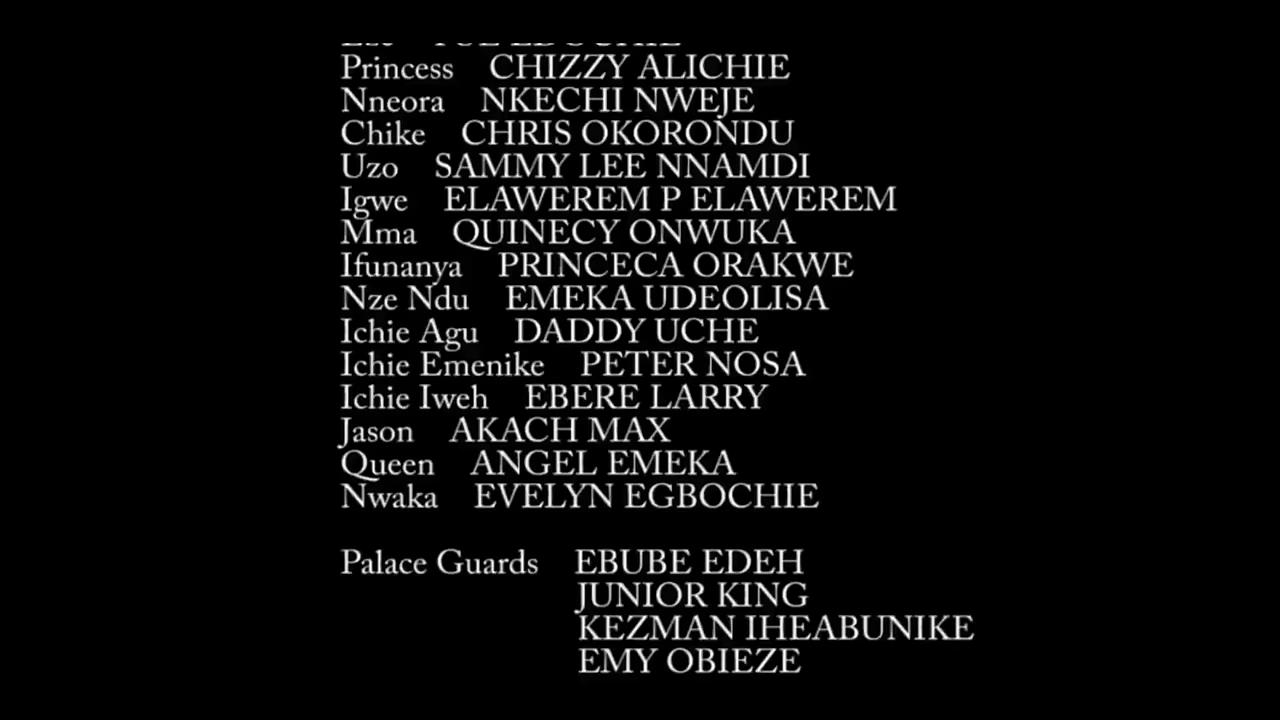 Princess CHIZZY ALICHIE
Nneora NKECHI NWEJE
Chike CHRIS OKORONDU
Uzo SAMMY LEE NNAMDI
Igwe ELAWEREM P ELAWEREM
Mma QUINECY ONWUKA
Ifunanya PRINCECA ORAKWE
Nze Ndu EMEKA UDEOLISA
Ichie Agu DADDY UCHE
Ichie Emenike PETER NOSA
Ichie Iweh EBERE LARRY
Jason AKACH MAX
Queen ANGEL EMEKA
Nwaka EVELYN EGBOCHIE
Palace Guards EBUBE EDEH
JUNIOR KING
KEZMAN IHEABUNIKE
EMY OBIEZE